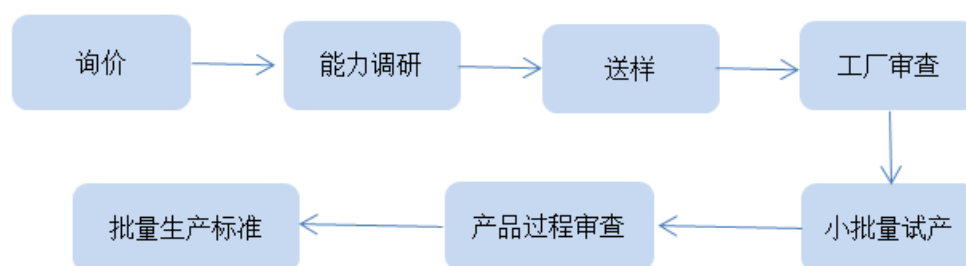 询价
能力调研
送样
工厂审查
小批量试产
产品过程审查
批量生产标准